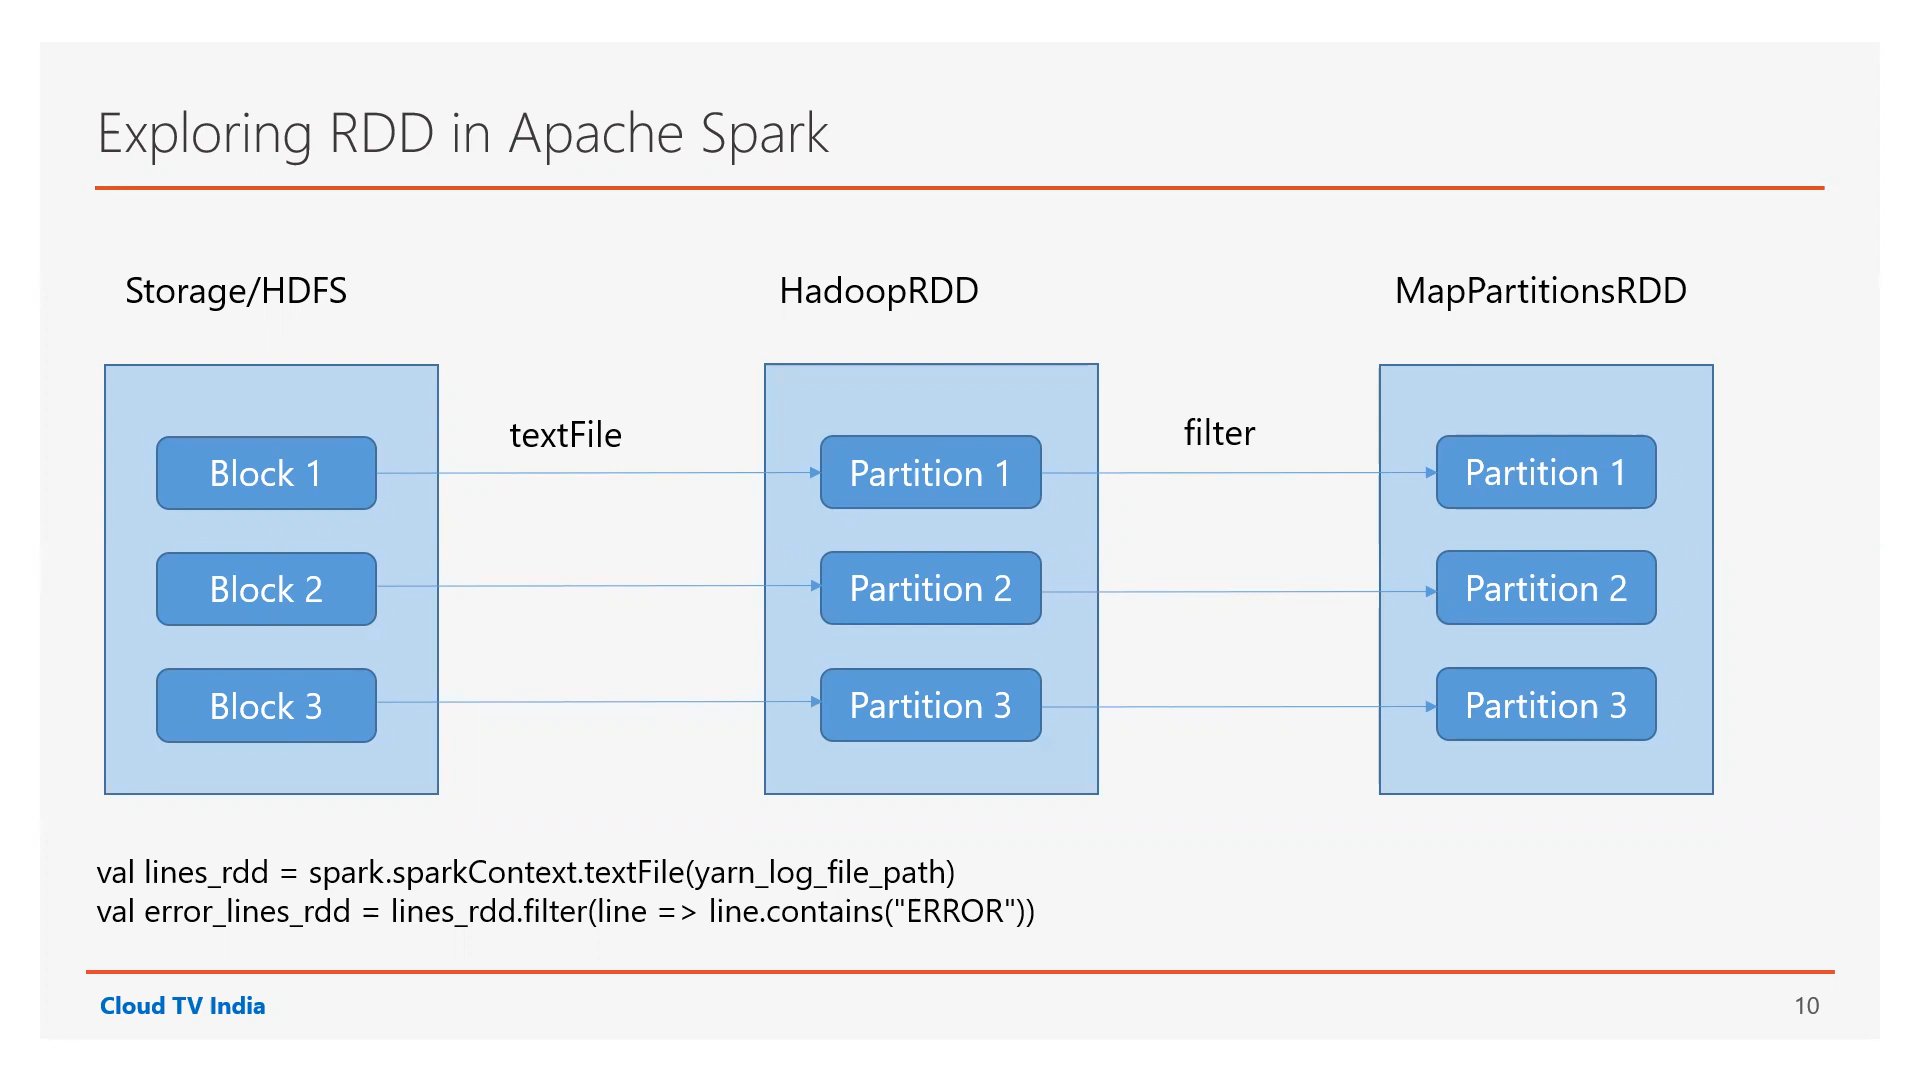 Exploring RDD in Apache Spark
Storage/HDFS
HadoopRDD
MapPartitionsRDD
textFile
filter
Block 1
Partition 1
Partition 1
Block 2
Partition 2
Partition 2
Block 3
Partition 3
Partition 3
val lines_rdd = spark.sparkContext.textFile(yarn_log_file_path)
val error_lines_rdd = lines_rdd.filter(line => line.contains("ERROR"))
Cloud TV India
10